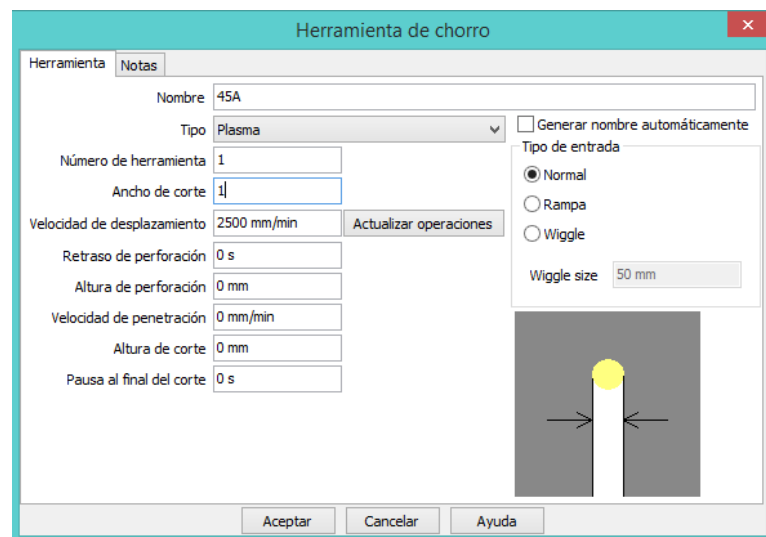 Herramienta de chorro
Herramienta Notas
Nombre 45A
Tipo Plasma
Generar nombre automáticamente
Número de herramienta 1
Ancho de corte 1
Velocidad de desplazamiento 2500 mm/min Actualizar operaciones
Retraso de perforación 0 s
Altura de perforación 0 mm
Velocidad de penetración 0 mm/min
Altura de corte 0 mm
Pausa al final del corte 0 s
Tipo de entrada
Normal
Rampa
Wiggle
Wiggle size 50 mm
Aceptar Cancelar Ayuda